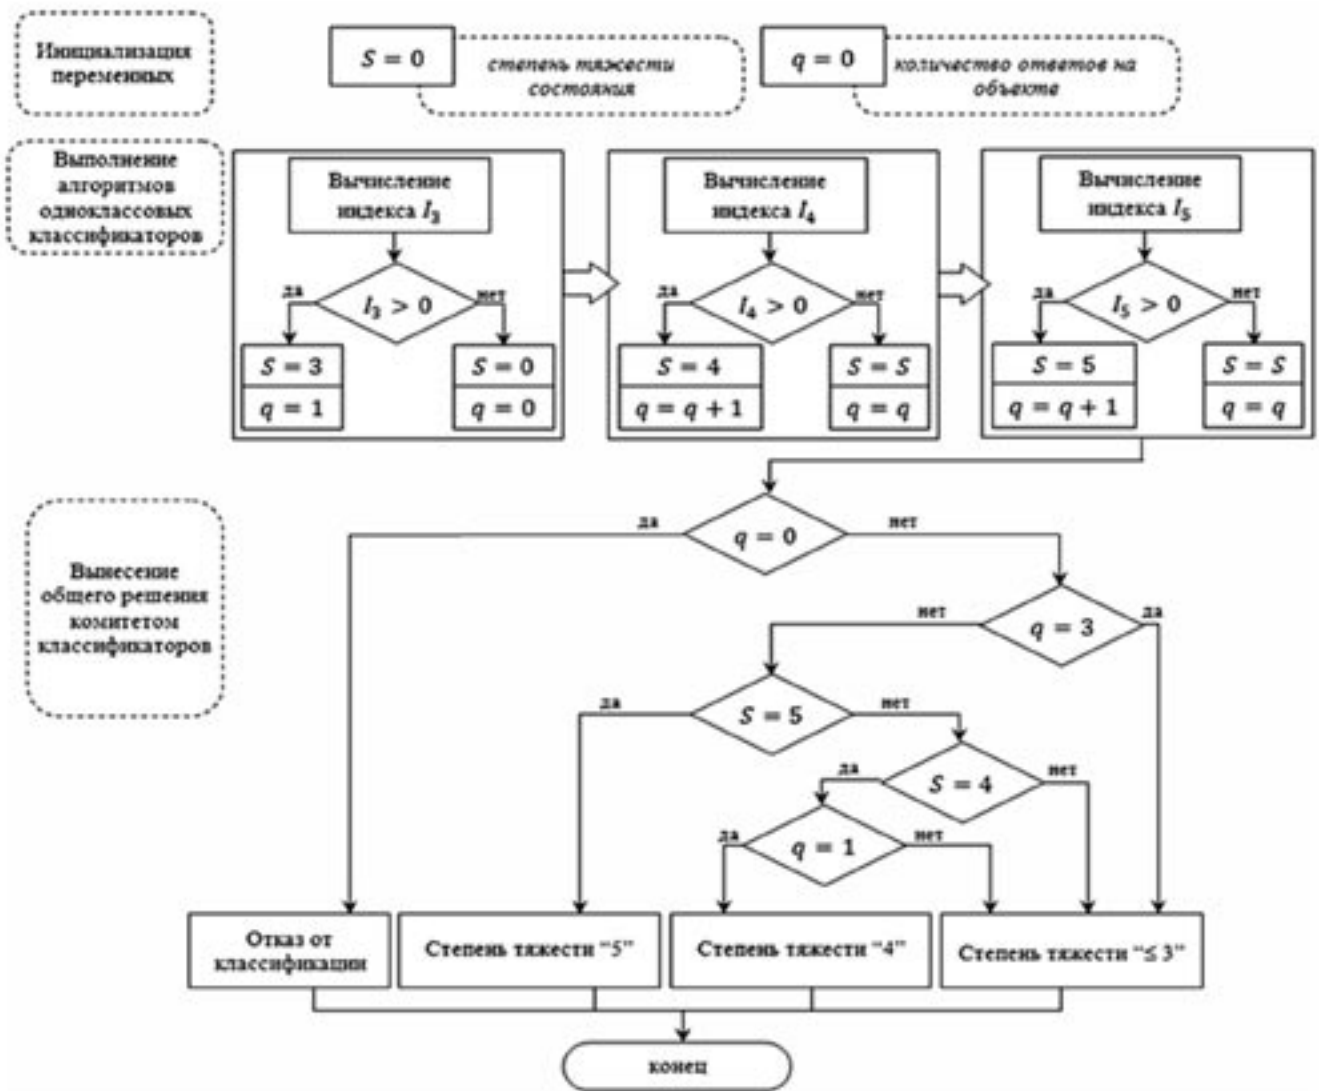 Инициализация
переменных
S = 0
степень тяжести
состояния
q = 0
количество ответов на
объекте
Выполнение
алгоритмов
одноклассовых
классификаторов
Вычисление
индекса I₃
да
I₃ > 0
нет
S = 3
q = 1
S = 0
q = 0
Вычисление
индекса I₄
да
I₄ > 0
нет
S = 4
q = q + 1
S = S
q = q
Вычисление
индекса I₅
да
I₅ > 0
нет
S = 5
q = q + 1
S = S
q = q
Вынесение
общего решения
комитетом
классификаторов
да
q = 0
нет
нет
q = 3
да
да
S = 5
нет
да
S = 4
нет
да
q = 1
нет
Отказ от
классификации
Степень тяжести “5”
Степень тяжести “4”
Степень тяжести “≤ 3”
конец